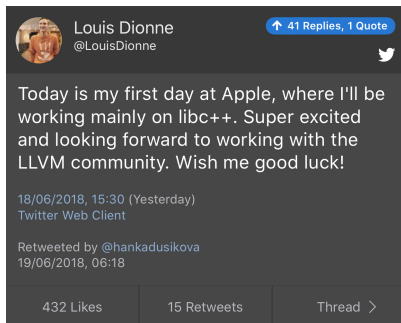 Louis Dionne
41 Replies, 1 Quote
@LouisDionne
Today is my first day at Apple, where I'll be
working mainly on libc++. Super excited
and looking forward to working with the
LLVM community. Wish me good luck!
18/06/2018, 15:30 (Yesterday)
Twitter Web Client
Retweeted by @hankadusikova
19/06/2018, 06:18
432 Likes
15 Retweets
Thread